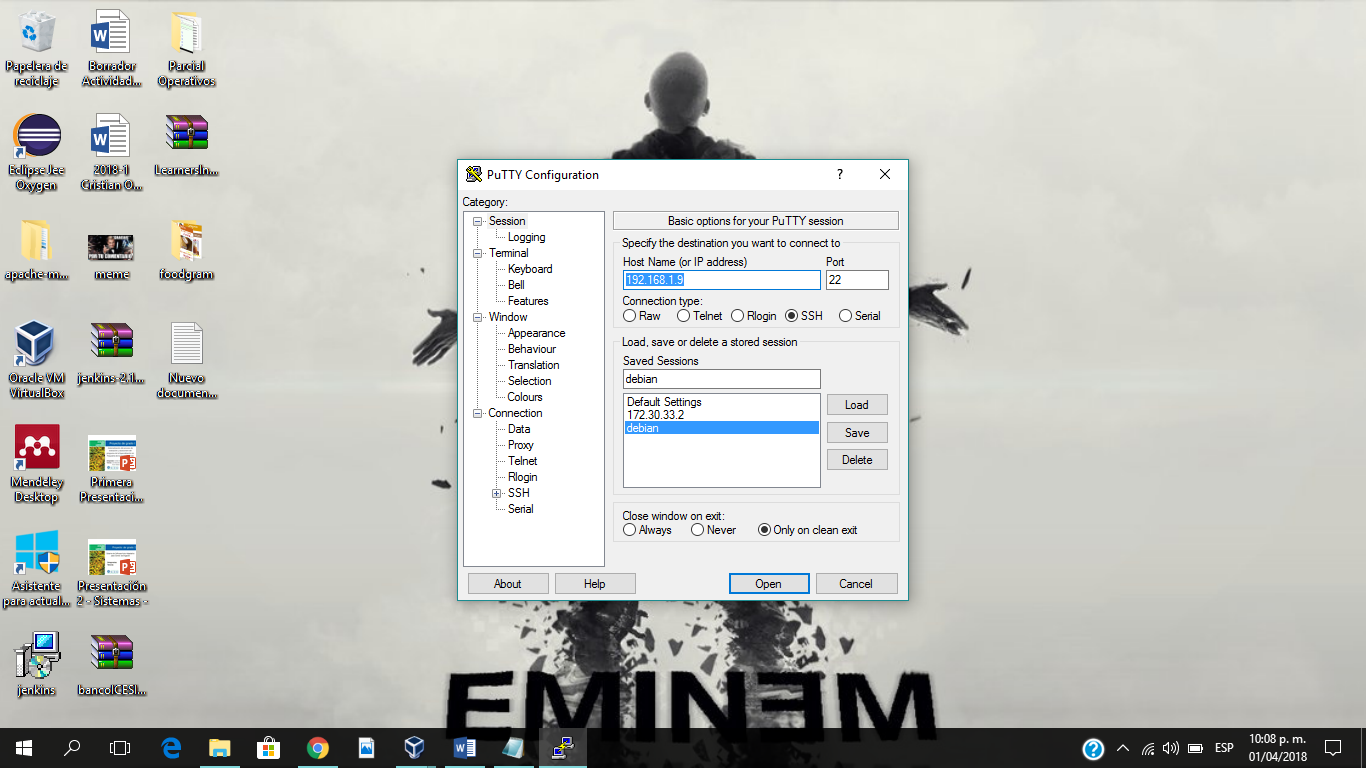 Papelera de
reciclaje
Borrador
Actividad...
Parcial
Operativos
Eclipse Jee
Oxygen
2018-1
Cristian O...
LearnersIn...
apache-m...
meme
foodgram
Oracle VM
VirtualBox
jenkins-2.1...
Nuevo
documen...
Mendeley
Desktop
Primera
Presentaci...
Asistente
para actual...
Presentación
2 - Sistemas -
jenkins
bancoICESI...
PuTTY Configuration
?
Category:
Session
Logging
Terminal
Keyboard
Bell
Features
Window
Appearance
Behaviour
Translation
Selection
Colours
Connection
Data
Proxy
Telnet
Rlogin
SSH
Serial
Basic options for your PuTTY session
Specify the destination you want to connect to
Host Name (or IP address) Port
192.168.1.9 22
Connection type:
Raw Telnet Rlogin SSH Serial
Load, save or delete a stored session
Saved Sessions
debian
Default Settings
172.30.33.2
debian
Load
Save
Delete
Close window on exit:
Always Never Only on clean exit
About Help Open Cancel
EMINƎM
ESP
10:08 p. m.
01/04/2018